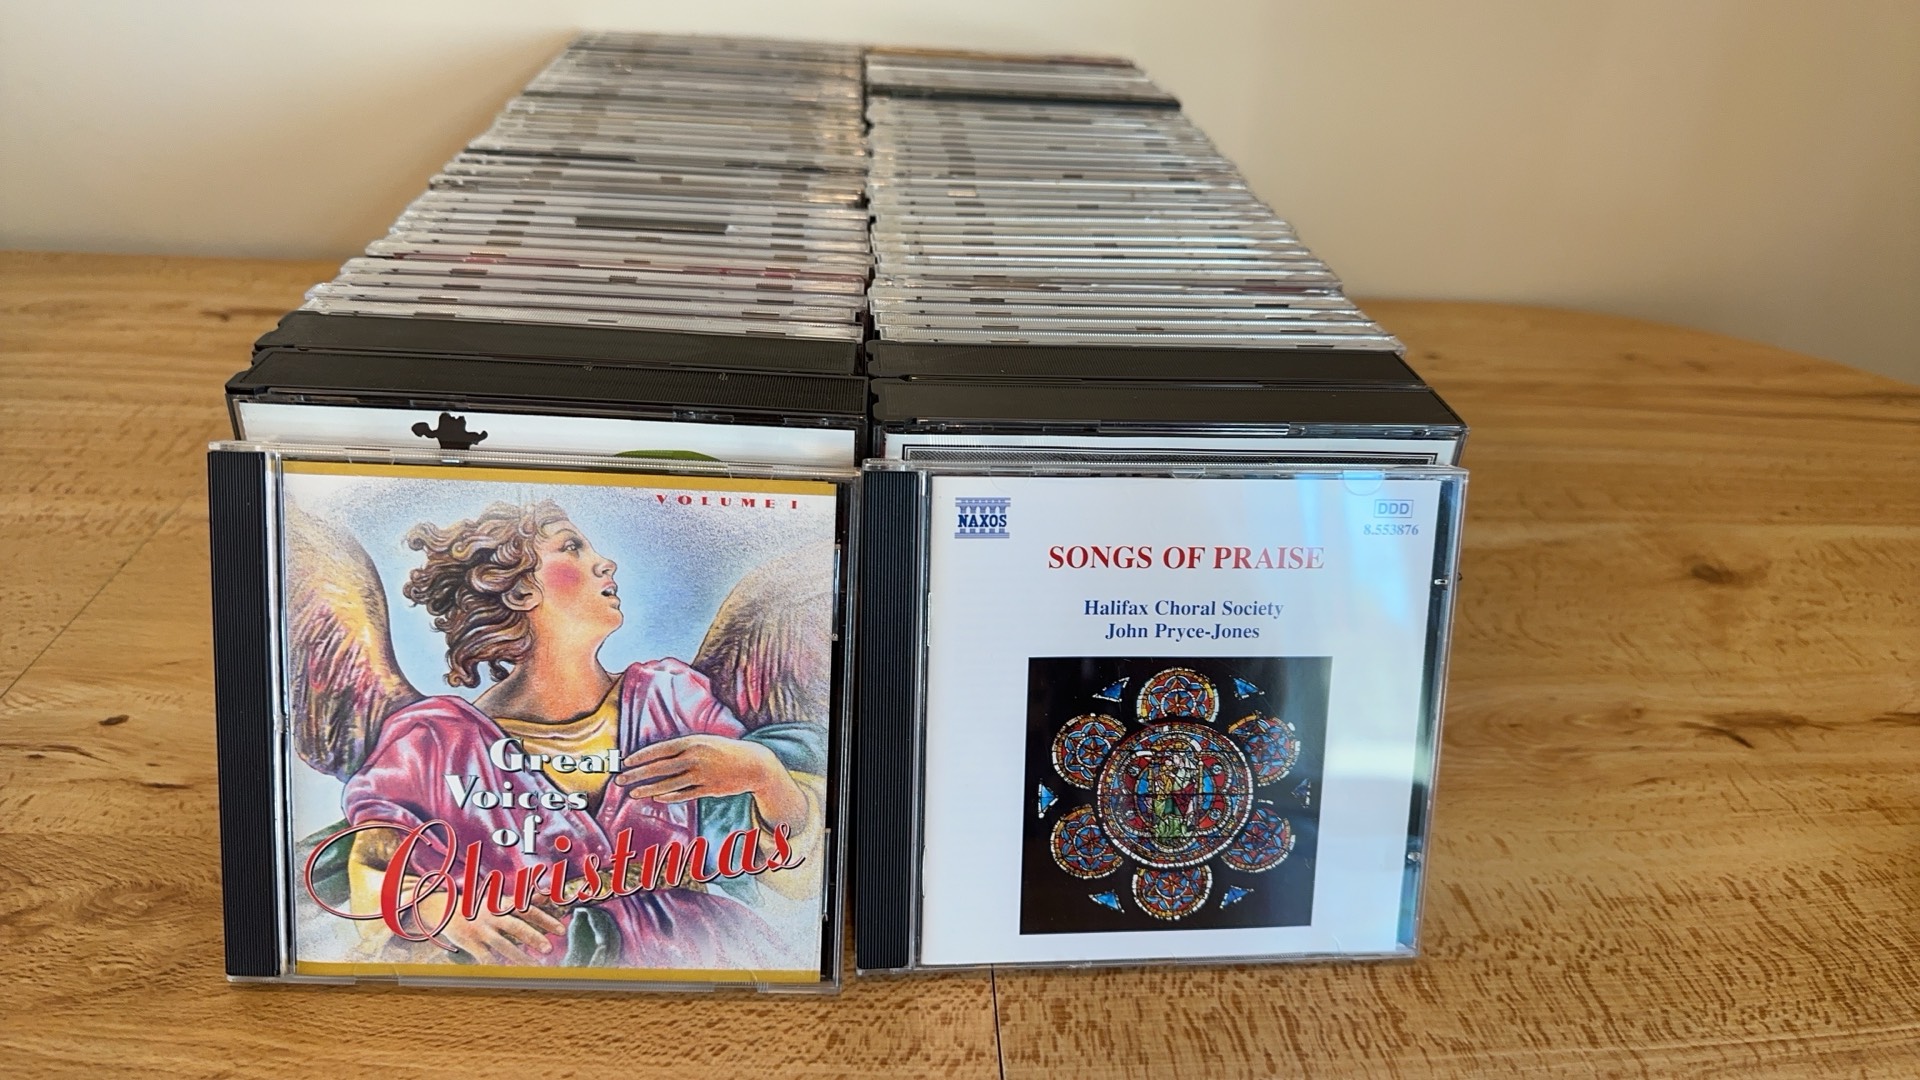 VOLUME I
Great
Voices
of
Christmas
NAXOS
DDD
8.553876
SONGS OF PRAISE
Halifax Choral Society
John Pryce-Jones